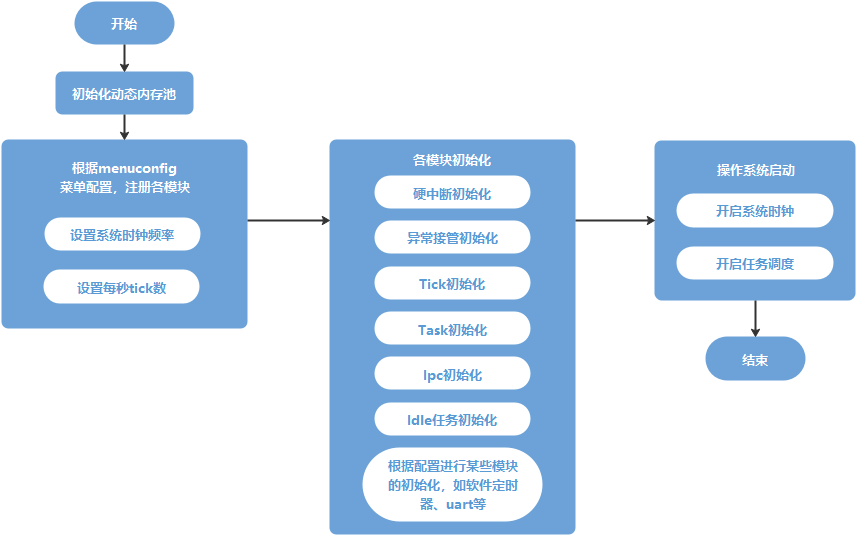 开始
初始化动态内存池
根据menuconfig
菜单配置，注册各模块
设置系统时钟频率
设置每秒tick数
各模块初始化
硬中断初始化
异常接管初始化
Tick初始化
Task初始化
Ipc初始化
Idle任务初始化
根据配置进行某些模块
的初始化，如软件定时
器、uart等
操作系统启动
开启系统时钟
开启任务调度
结束